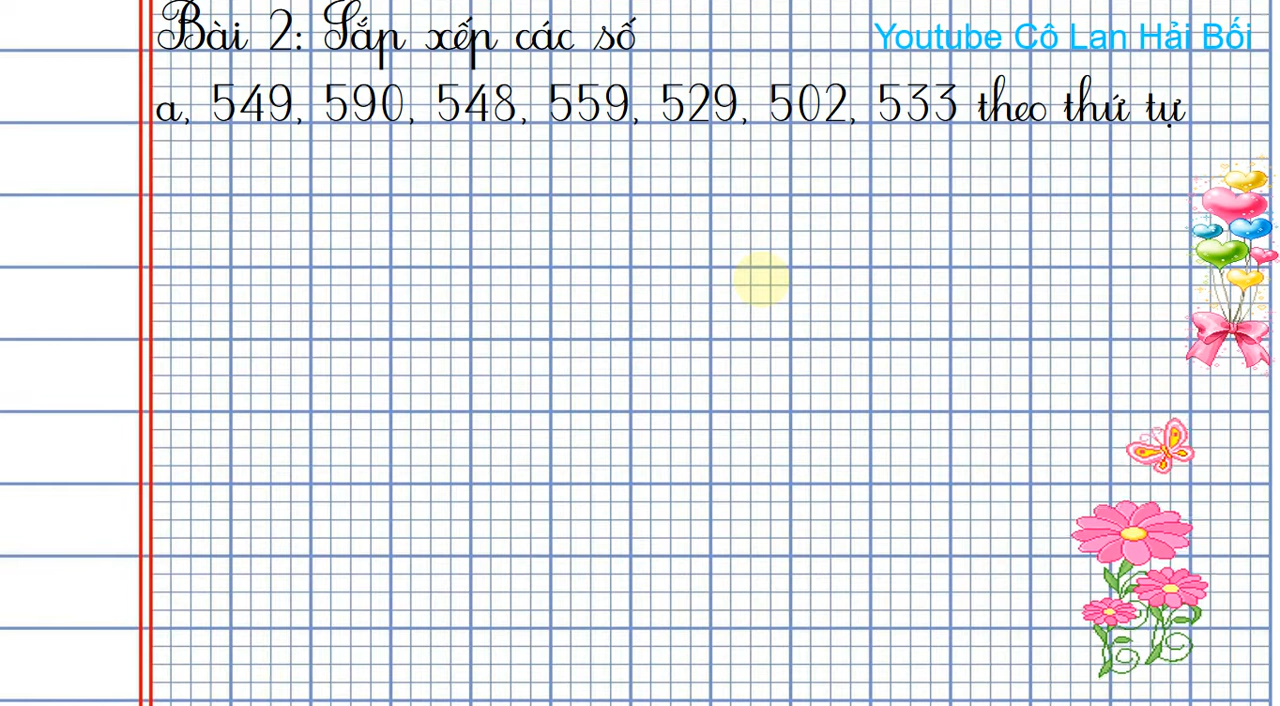 Bài 2: Sắp xếp các số
Youtube Cô Lan Hải Bối
a, 549, 590, 548, 559, 529, 502, 533 theo thứ tự